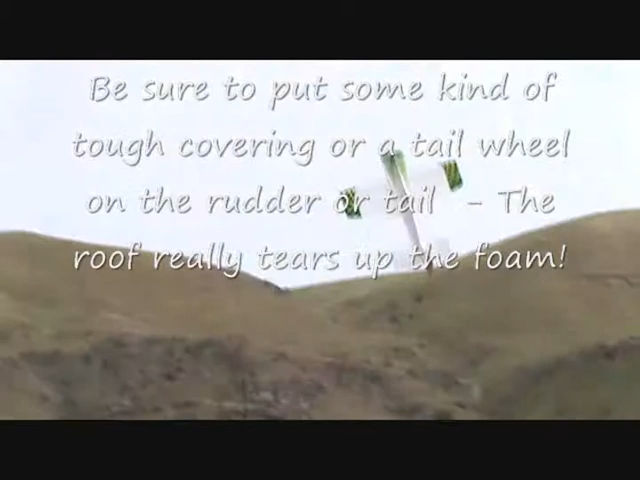 Be sure to put some kind of
tough covering or a tail wheel
on the rudder or tail - The
roof really tears up the foam!